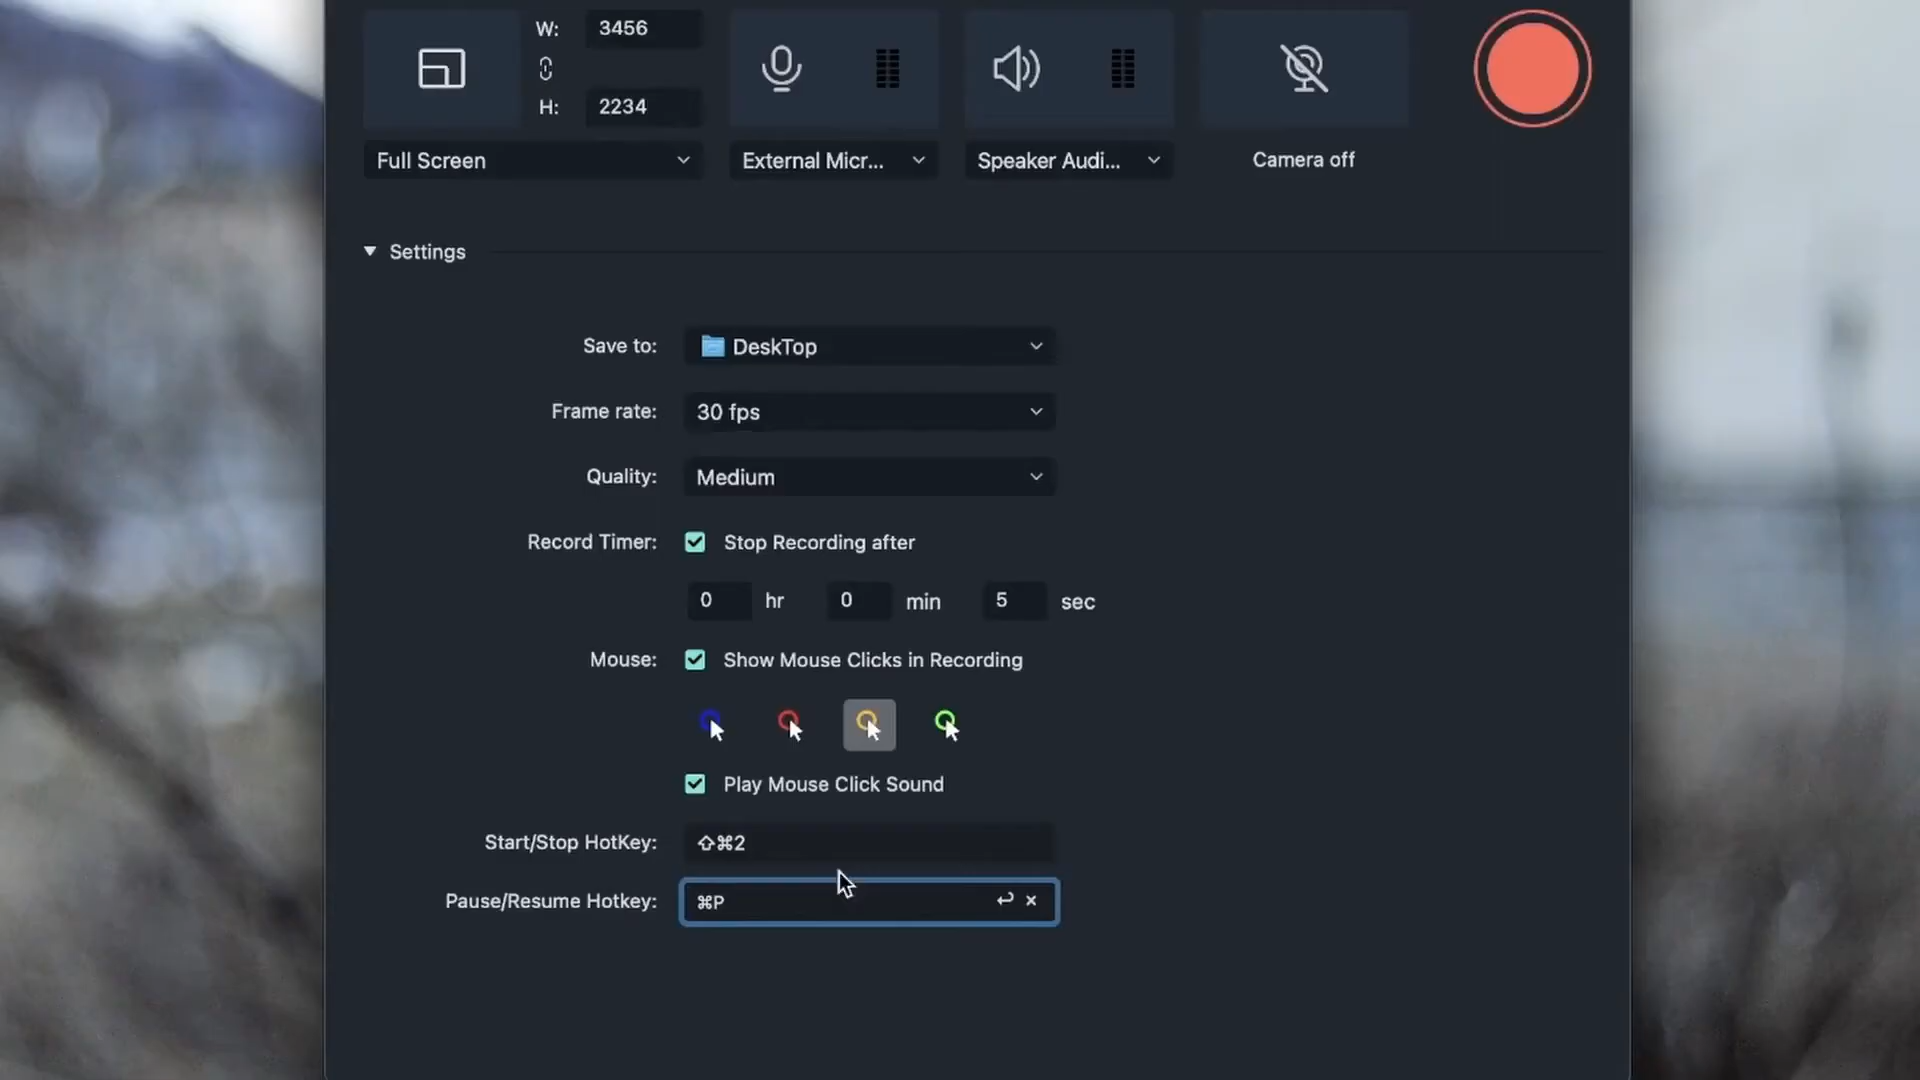 W: 3456
H: 2234
Full Screen
External Micr...
Speaker Audi...
Camera off
Settings
Save to: DeskTop
Frame rate: 30 fps
Quality: Medium
Record Timer: Stop Recording after
0 hr 0 min 5 sec
Mouse: Show Mouse Clicks in Recording
Play Mouse Click Sound
Start/Stop HotKey: ⇧⌘2
Pause/Resume Hotkey: ⌘P